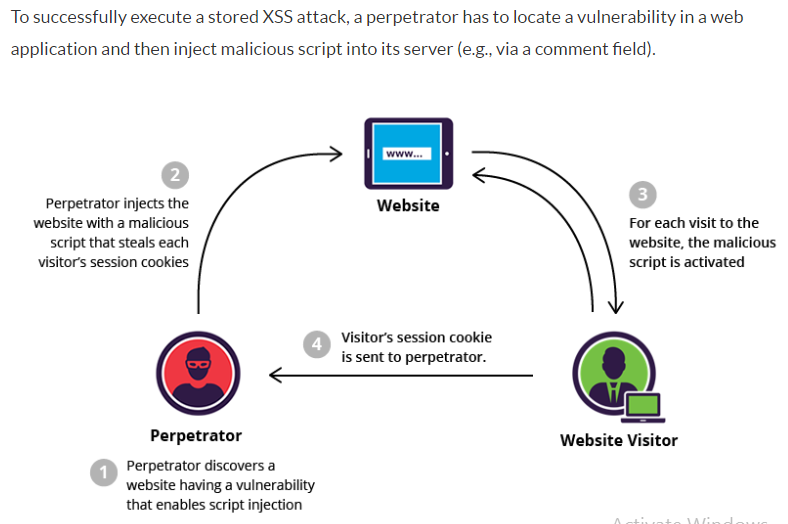 To successfully execute a stored XSS attack, a perpetrator has to locate a vulnerability in a web
application and then inject malicious script into its server (e.g., via a comment field).
www...
Website
2
Perpetrator injects the
website with a malicious
script that steals each
visitor's session cookies
3
For each visit to the
website, the malicious
script is activated
4
Visitor's session cookie
is sent to perpetrator.
Perpetrator
Website Visitor
1
Perpetrator discovers a
website having a vulnerability
that enables script injection
Activate Windows